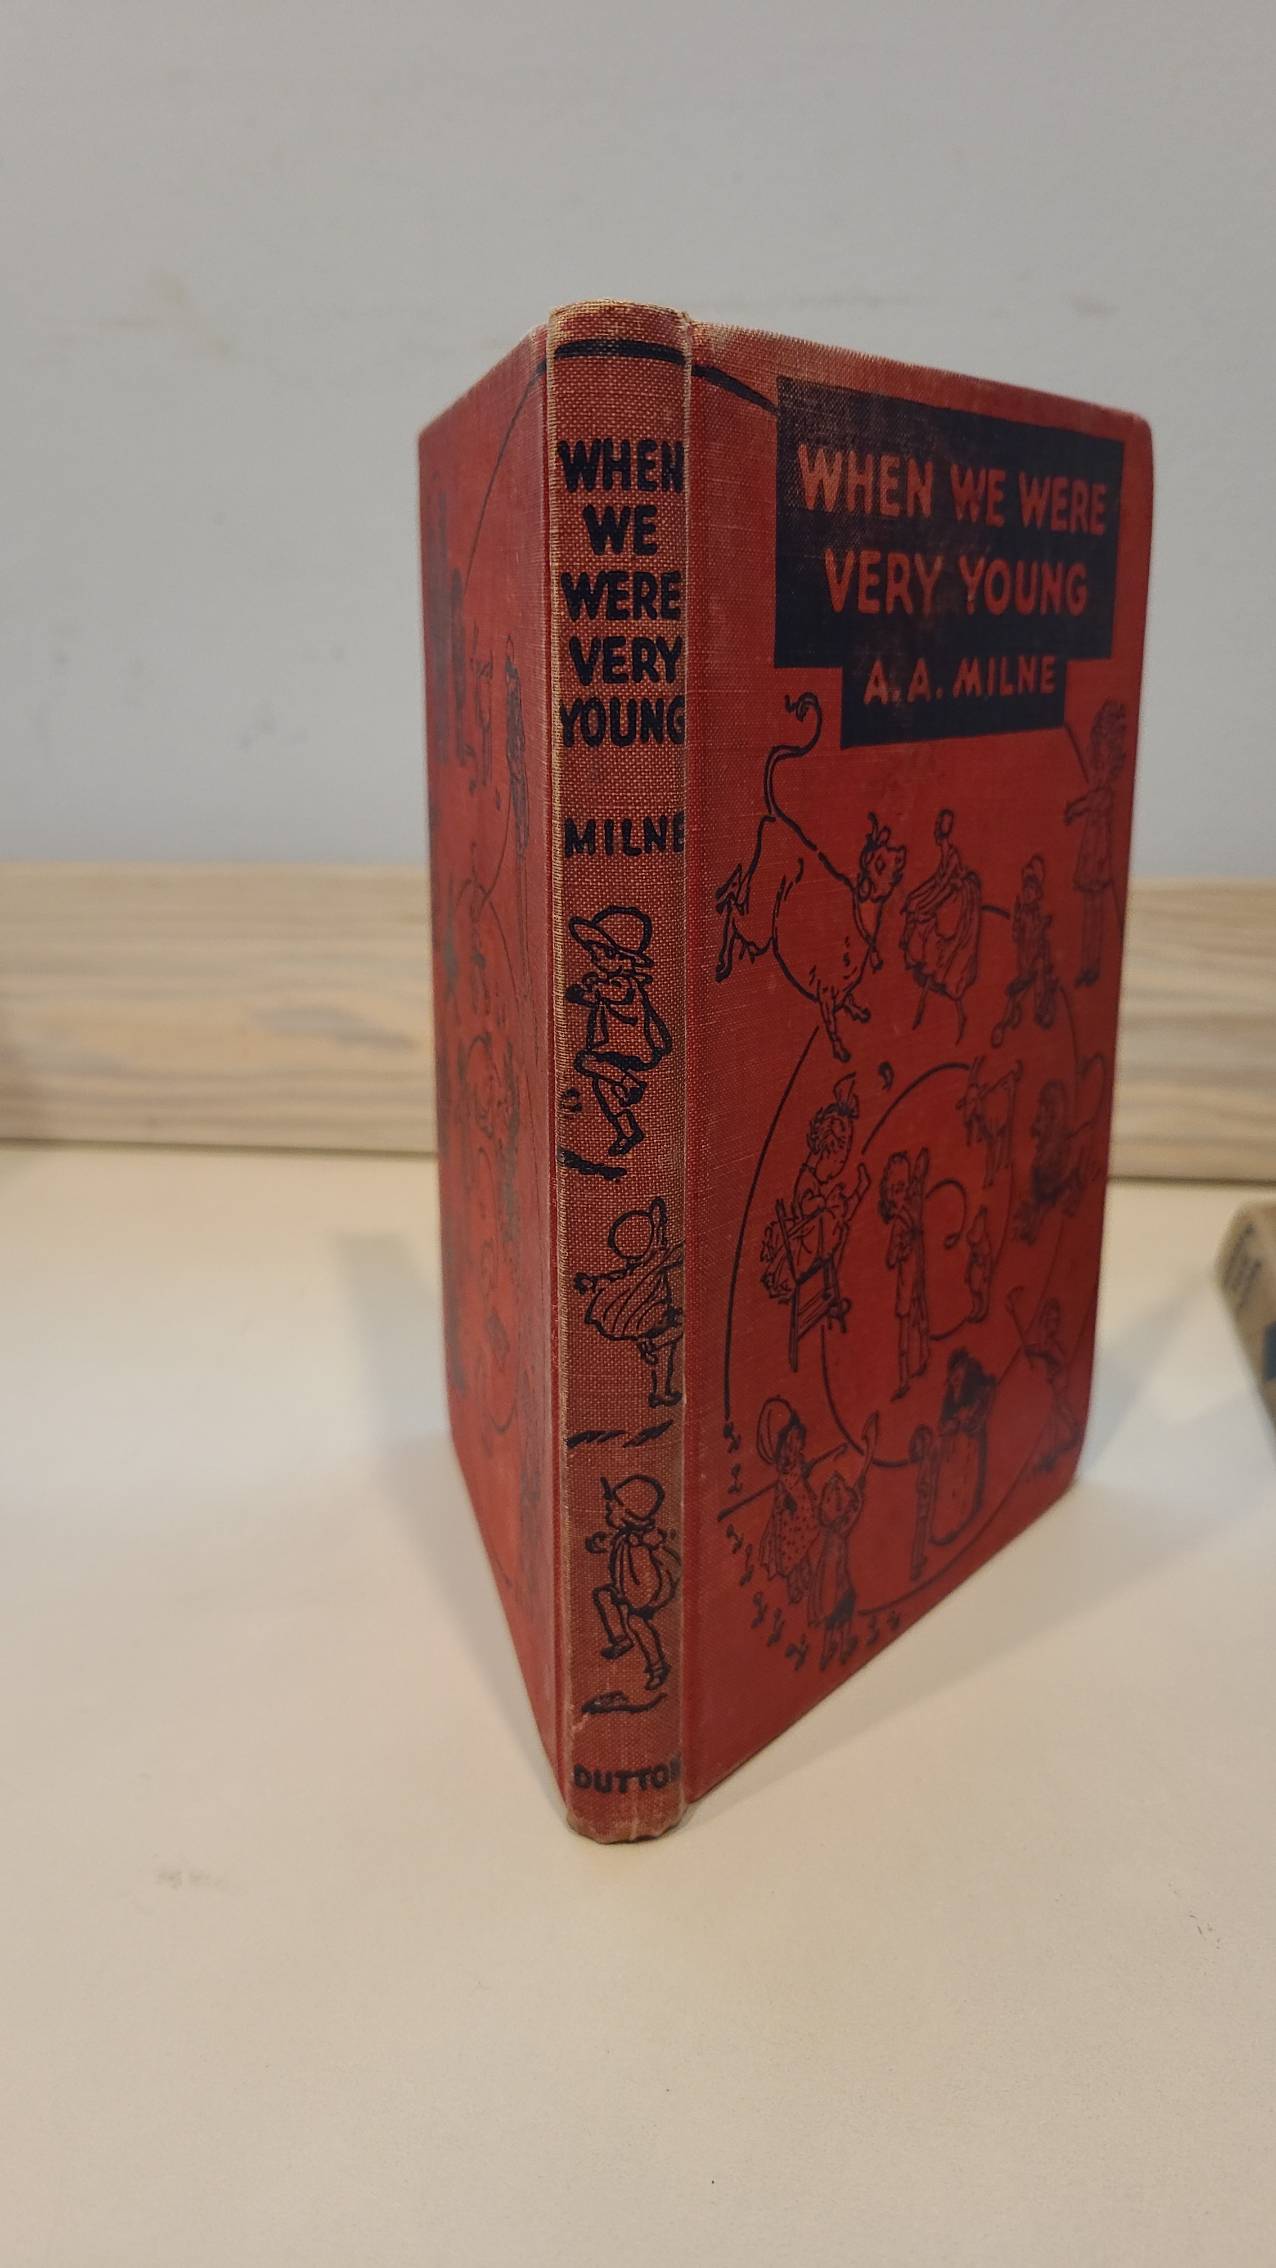 WHEN
WE
WERE
VERY
YOUNG
MILNE
DUTTON
WHEN WE WERE
VERY YOUNG
A. A. MILNE